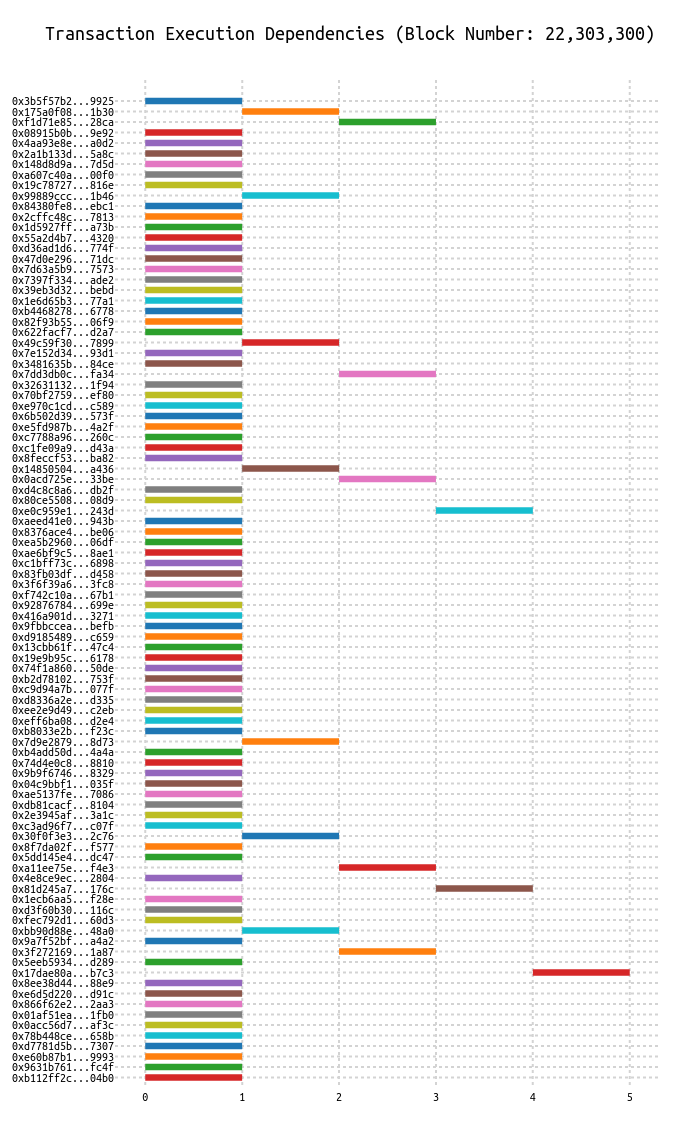 Transaction Execution Dependencies (Block Number: 22,303,300)
0x3b5f57b2...9925
0x175a0f08...1b30
0xf1d71e85...28ca
0x08915b0b...9e92
0x4aa93e8e...a0d2
0x2a1b133d...5a8c
0x148d8d9a...7d5d
0xa607c40a...00f0
0x19c78727...816e
0x99889ccc...1b46
0x84380fe8...ebc1
0x2cffc48c...7813
0x1d5927ff...a73b
0x55a2d4b7...4320
0xd36ad1d6...774f
0x47d0e296...71dc
0x7d63a5b9...7573
0x7397f334...ade2
0x39eb3d32...bebd
0x1e6d65b3...77a1
0xb4468278...6778
0x82f93b55...06f9
0x622facf7...d2a7
0x49c59f30...7899
0x7e152d34...93d1
0x3481635b...84ce
0x7dd3db0c...fa34
0x32631132...1f94
0x70bf2759...ef80
0xe970c1cd...c589
0x6b502d39...573f
0xe5fd987b...4a2f
0xc7788a96...260c
0xc1fe09a9...d43a
0x8feccf53...ba82
0x14850504...a436
0x0acd725e...33be
0xd4c8c8a6...db2f
0x80ce5508...08d9
0xe0c959e1...243d
0xaeed41e0...943b
0x8376ace4...be06
0xea5b2960...06df
0xae6bf9c5...8ae1
0xc1bff73c...6898
0x83fb03df...d458
0x3f6f39a6...3fc8
0xf742c10a...67b1
0x92876784...699e
0x416a901d...3271
0x9fbbccea...befb
0xd9185489...c659
0x13cbb61f...47c4
0x19e9b95c...6178
0x74f1a860...50de
0xb2d78102...753f
0xc9d94a7b...077f
0xd8336a2e...d335
0xee2e9d49...c2eb
0xeff6ba08...d2e4
0xb8033e2b...f23c
0x7d9e2879...8d73
0xb4add50d...4a4a
0x74d4e0c8...8810
0x9b9f6746...8329
0x04c9bbf1...035f
0xae5137fe...7086
0xdb81cacf...8104
0x2e3945af...3a1c
0xc3ad96f7...c07f
0x30f0f3e3...2c76
0x8f7da02f...f577
0x5dd145e4...dc47
0xa11ee75e...f4e3
0x4e8ce9ec...2804
0x81d245a7...176c
0x1ecb6aa5...f28e
0xd3f60b30...116c
0xfec792d1...60d3
0xbb90d88e...48a0
0x9a7f52bf...a4a2
0x3f272169...1a87
0x5eeb5934...d289
0x17dae80a...b7c3
0x8ee38d44...88e9
0xe6d5d220...d91c
0x866f62e2...2aa3
0x01af51ea...1fb0
0x0acc56d7...af3c
0x78b448ce...658b
0xd7781d5b...7307
0xe60b87b1...9993
0x9631b761...fc4f
0xb112ff2c...04b0
0 1 2 3 4 5